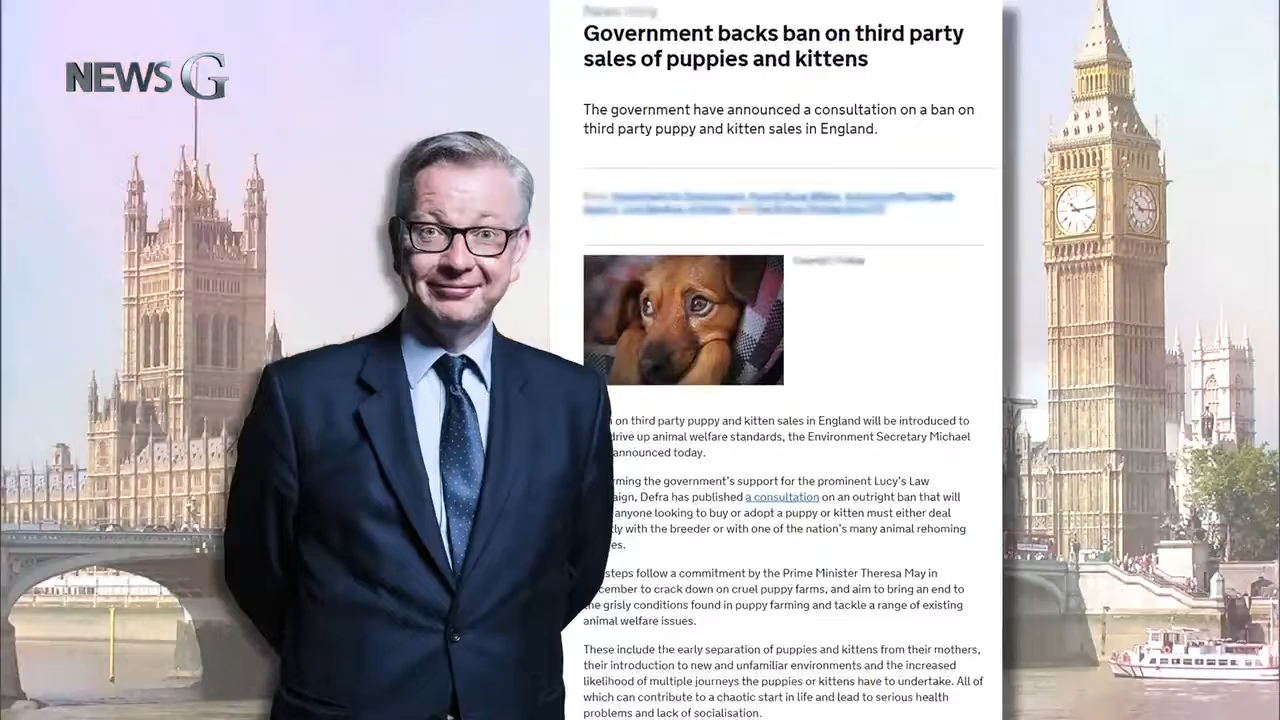 NEWS G
Government backs ban on third party
sales of puppies and kittens
The government have announced a consultation on a ban on
third party puppy and kitten sales in England.
on third party puppy and kitten sales in England will be introduced to
drive up animal welfare standards, the Environment Secretary Michael
announced today.
rming the government's support for the prominent Lucy's Law
aign, Defra has published a consultation on an outright ban that will
anyone looking to buy or adopt a puppy or kitten must either deal
tly with the breeder or with one of the nation's many animal rehoming
es.
steps follow a commitment by the Prime Minister Theresa May in
cember to crack down on cruel puppy farms, and aim to bring an end to
the grisly conditions found in puppy farming and tackle a range of existing
animal welfare issues.
These include the early separation of puppies and kittens from their mothers,
their introduction to new and unfamiliar environments and the increased
likelihood of multiple journeys the puppies or kittens have to undertake. All of
which can contribute to a chaotic start in life and lead to serious health
problems and lack of socialisation.